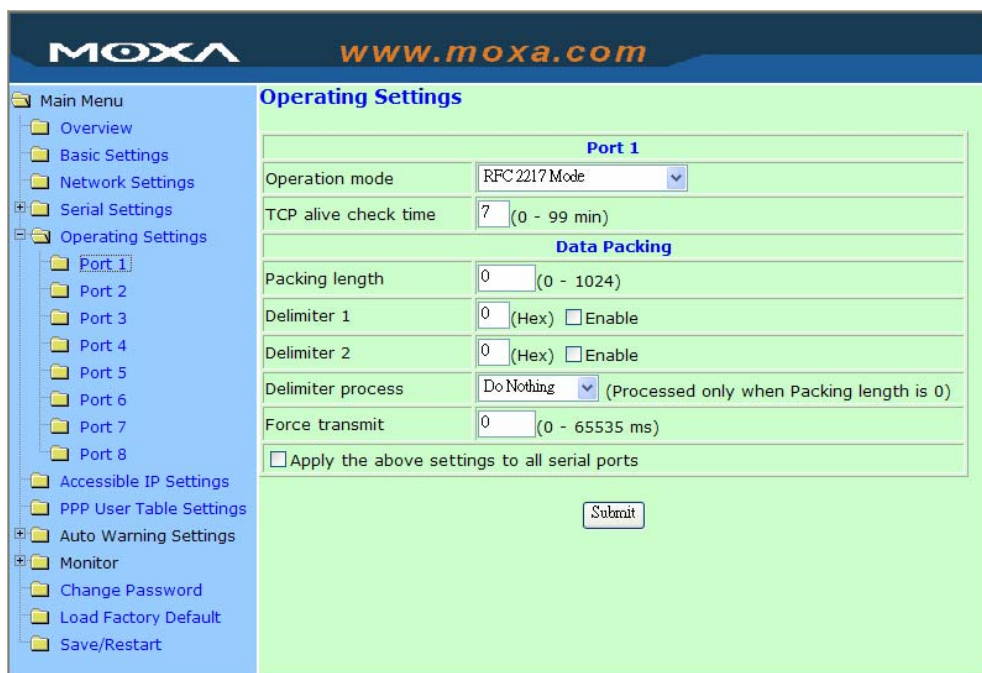 MOXA www.moxa.com
Main Menu
Overview
Basic Settings
Network Settings
Serial Settings
Operating Settings
Port 1
Port 2
Port 3
Port 4
Port 5
Port 6
Port 7
Port 8
Accessible IP Settings
PPP User Table Settings
Auto Warning Settings
Monitor
Change Password
Load Factory Default
Save/Restart
Operating Settings
Port 1
Operation mode RFC 2217 Mode
TCP alive check time 7 (0 - 99 min)
Data Packing
Packing length 0 (0 - 1024)
Delimiter 1 0 (Hex) Enable
Delimiter 2 0 (Hex) Enable
Delimiter process Do Nothing (Processed only when Packing length is 0)
Force transmit 0 (0 - 65535 ms)
Apply the above settings to all serial ports
Submit